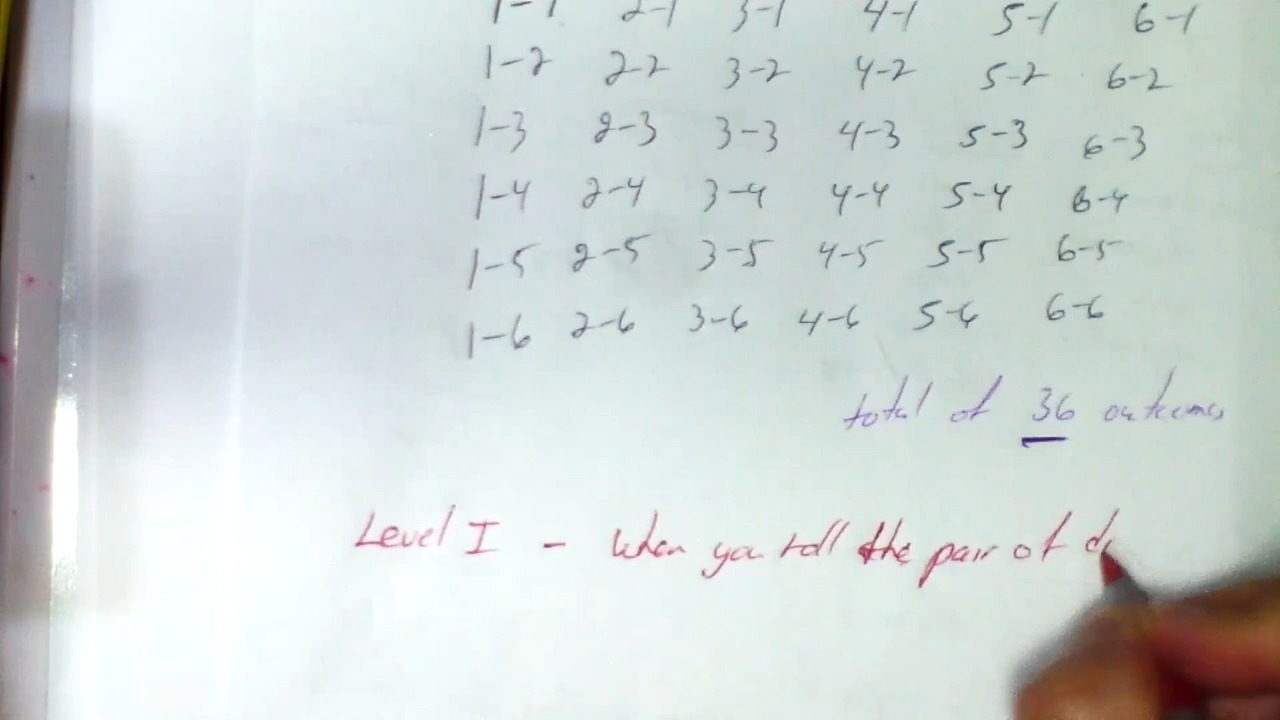 1-1 2-1 3-1 4-1 5-1 6-1
1-2 2-2 3-2 4-2 5-2 6-2
1-3 2-3 3-3 4-3 5-3 6-3
1-4 2-4 3-4 4-4 5-4 6-4
1-5 2-5 3-5 4-5 5-5 6-5
1-6 2-6 3-6 4-6 5-6 6-6
total of 36 outcomes
Level I - When you roll the pair of